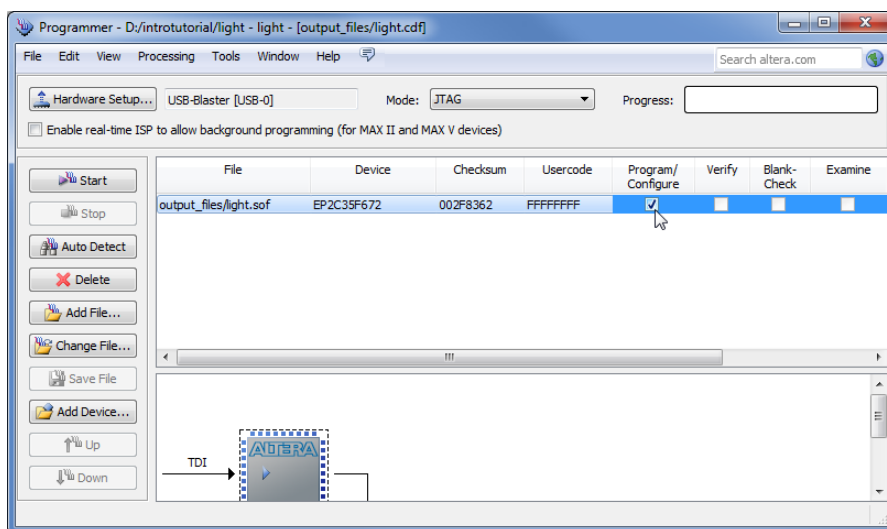 Programmer - D:/introtutorial/light - light - [output_files/light.cdf]
File Edit View Processing Tools Window Help
Search altera.com
Hardware Setup... USB-Blaster [USB-0] Mode: JTAG Progress:
Enable real-time ISP to allow background programming (for MAX II and MAX V devices)
Start
Stop
Auto Detect
Delete
Add File...
Change File...
Save File
Add Device...
Up
Down
File Device Checksum Usercode Program/ Configure Verify Blank- Check Examine
output_files/light.sof EP2C35F672 002F8362 FFFFFFFF
TDI
ALTERA